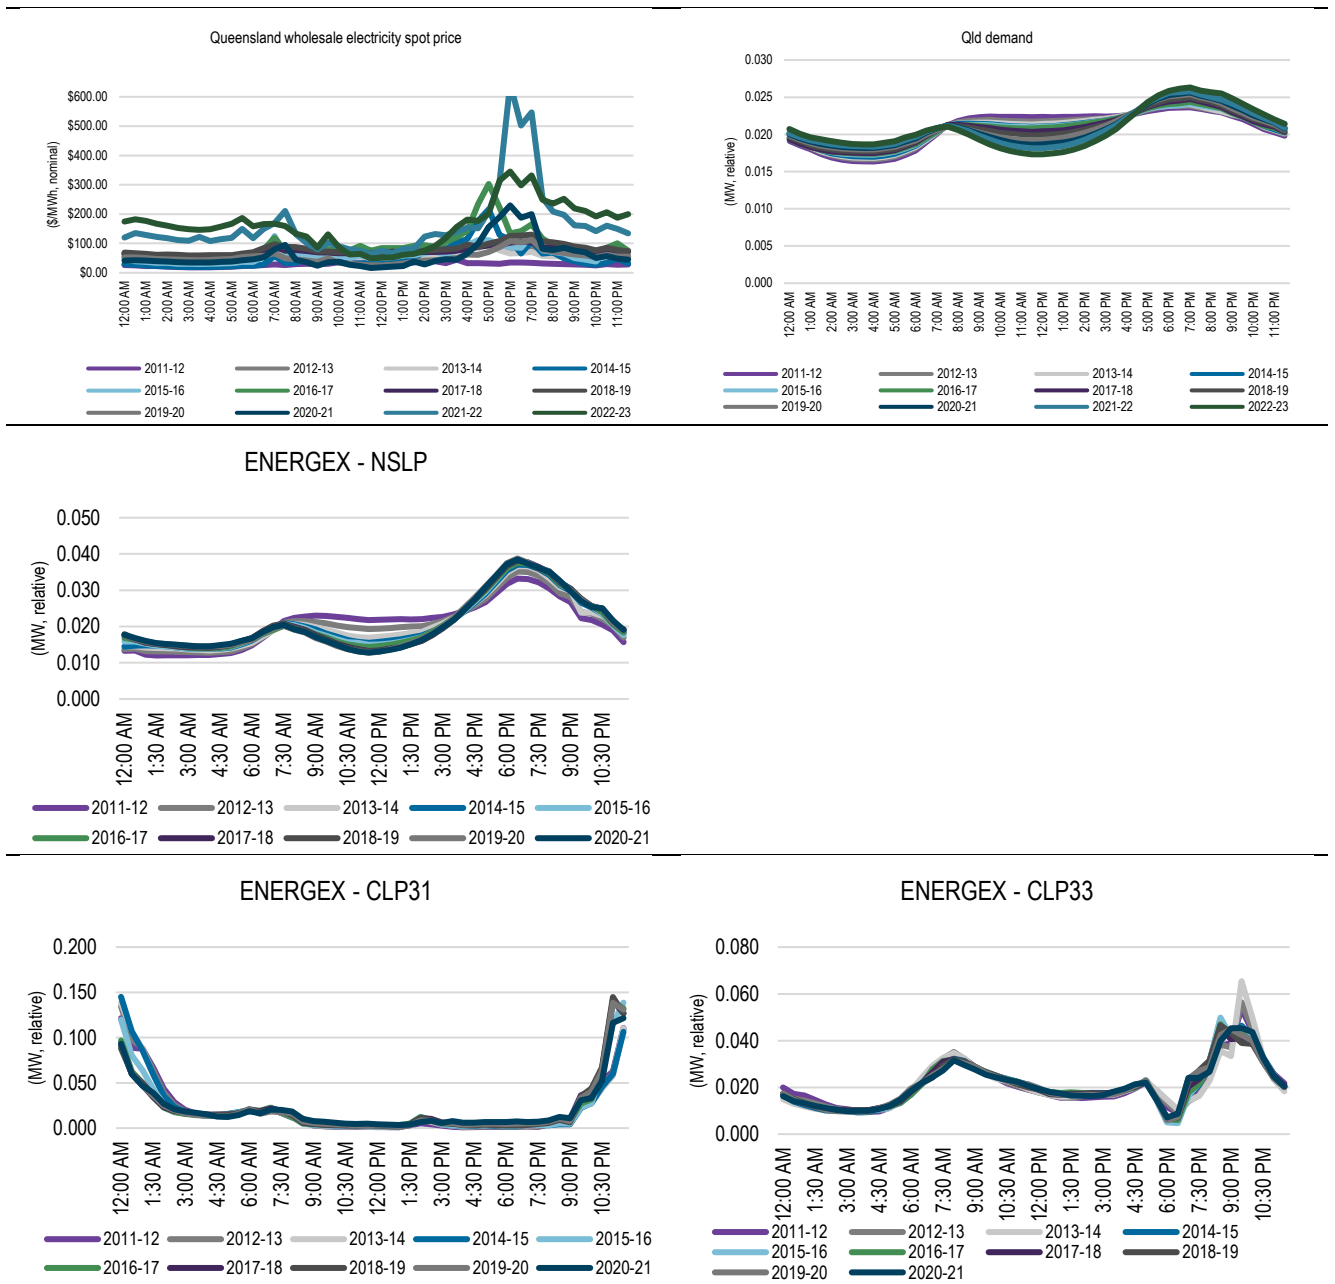 Queensland wholesale electricity spot price
($/MWh, nominal)
$600.00
$500.00
$400.00
$300.00
$200.00
$100.00
$0.00
12:00 AM
1:00 AM
2:00 AM
3:00 AM
4:00 AM
5:00 AM
6:00 AM
7:00 AM
8:00 AM
9:00 AM
10:00 AM
11:00 AM
12:00 PM
1:00 PM
2:00 PM
3:00 PM
4:00 PM
5:00 PM
6:00 PM
7:00 PM
8:00 PM
9:00 PM
10:00 PM
11:00 PM
2011-12 2012-13 2013-14 2014-15
2015-16 2016-17 2017-18 2018-19
2019-20 2020-21 2021-22 2022-23
Qld demand
(MW, relative)
0.030
0.025
0.020
0.015
0.010
0.005
0.000
12:00 AM
1:00 AM
2:00 AM
3:00 AM
4:00 AM
5:00 AM
6:00 AM
7:00 AM
8:00 AM
9:00 AM
10:00 AM
11:00 AM
12:00 PM
1:00 PM
2:00 PM
3:00 PM
4:00 PM
5:00 PM
6:00 PM
7:00 PM
8:00 PM
9:00 PM
10:00 PM
11:00 PM
2011-12 2012-13 2013-14 2014-15
2015-16 2016-17 2017-18 2018-19
2019-20 2020-21 2021-22 2022-23
ENERGEX - NSLP
(MW, relative)
0.050
0.040
0.030
0.020
0.010
0.000
12:00 AM
1:30 AM
3:00 AM
4:30 AM
6:00 AM
7:30 AM
9:00 AM
10:30 AM
12:00 PM
1:30 PM
3:00 PM
4:30 PM
6:00 PM
7:30 PM
9:00 PM
10:30 PM
2011-12 2012-13 2013-14 2014-15 2015-16
2016-17 2017-18 2018-19 2019-20 2020-21
ENERGEX - CLP31
(MW, relative)
0.200
0.150
0.100
0.050
0.000
12:00 AM
1:30 AM
3:00 AM
4:30 AM
6:00 AM
7:30 AM
9:00 AM
10:30 AM
12:00 PM
1:30 PM
3:00 PM
4:30 PM
6:00 PM
7:30 PM
9:00 PM
10:30 PM
2011-12 2012-13 2013-14 2014-15 2015-16
2016-17 2017-18 2018-19 2019-20 2020-21
ENERGEX - CLP33
(MW, relative)
0.080
0.060
0.040
0.020
0.000
12:00 AM
1:30 AM
3:00 AM
4:30 AM
6:00 AM
7:30 AM
9:00 AM
10:30 AM
12:00 PM
1:30 PM
3:00 PM
4:30 PM
6:00 PM
7:30 PM
9:00 PM
10:30 PM
2011-12 2012-13 2013-14 2014-15
2015-16 2016-17 2017-18 2018-19
2019-20 2020-21